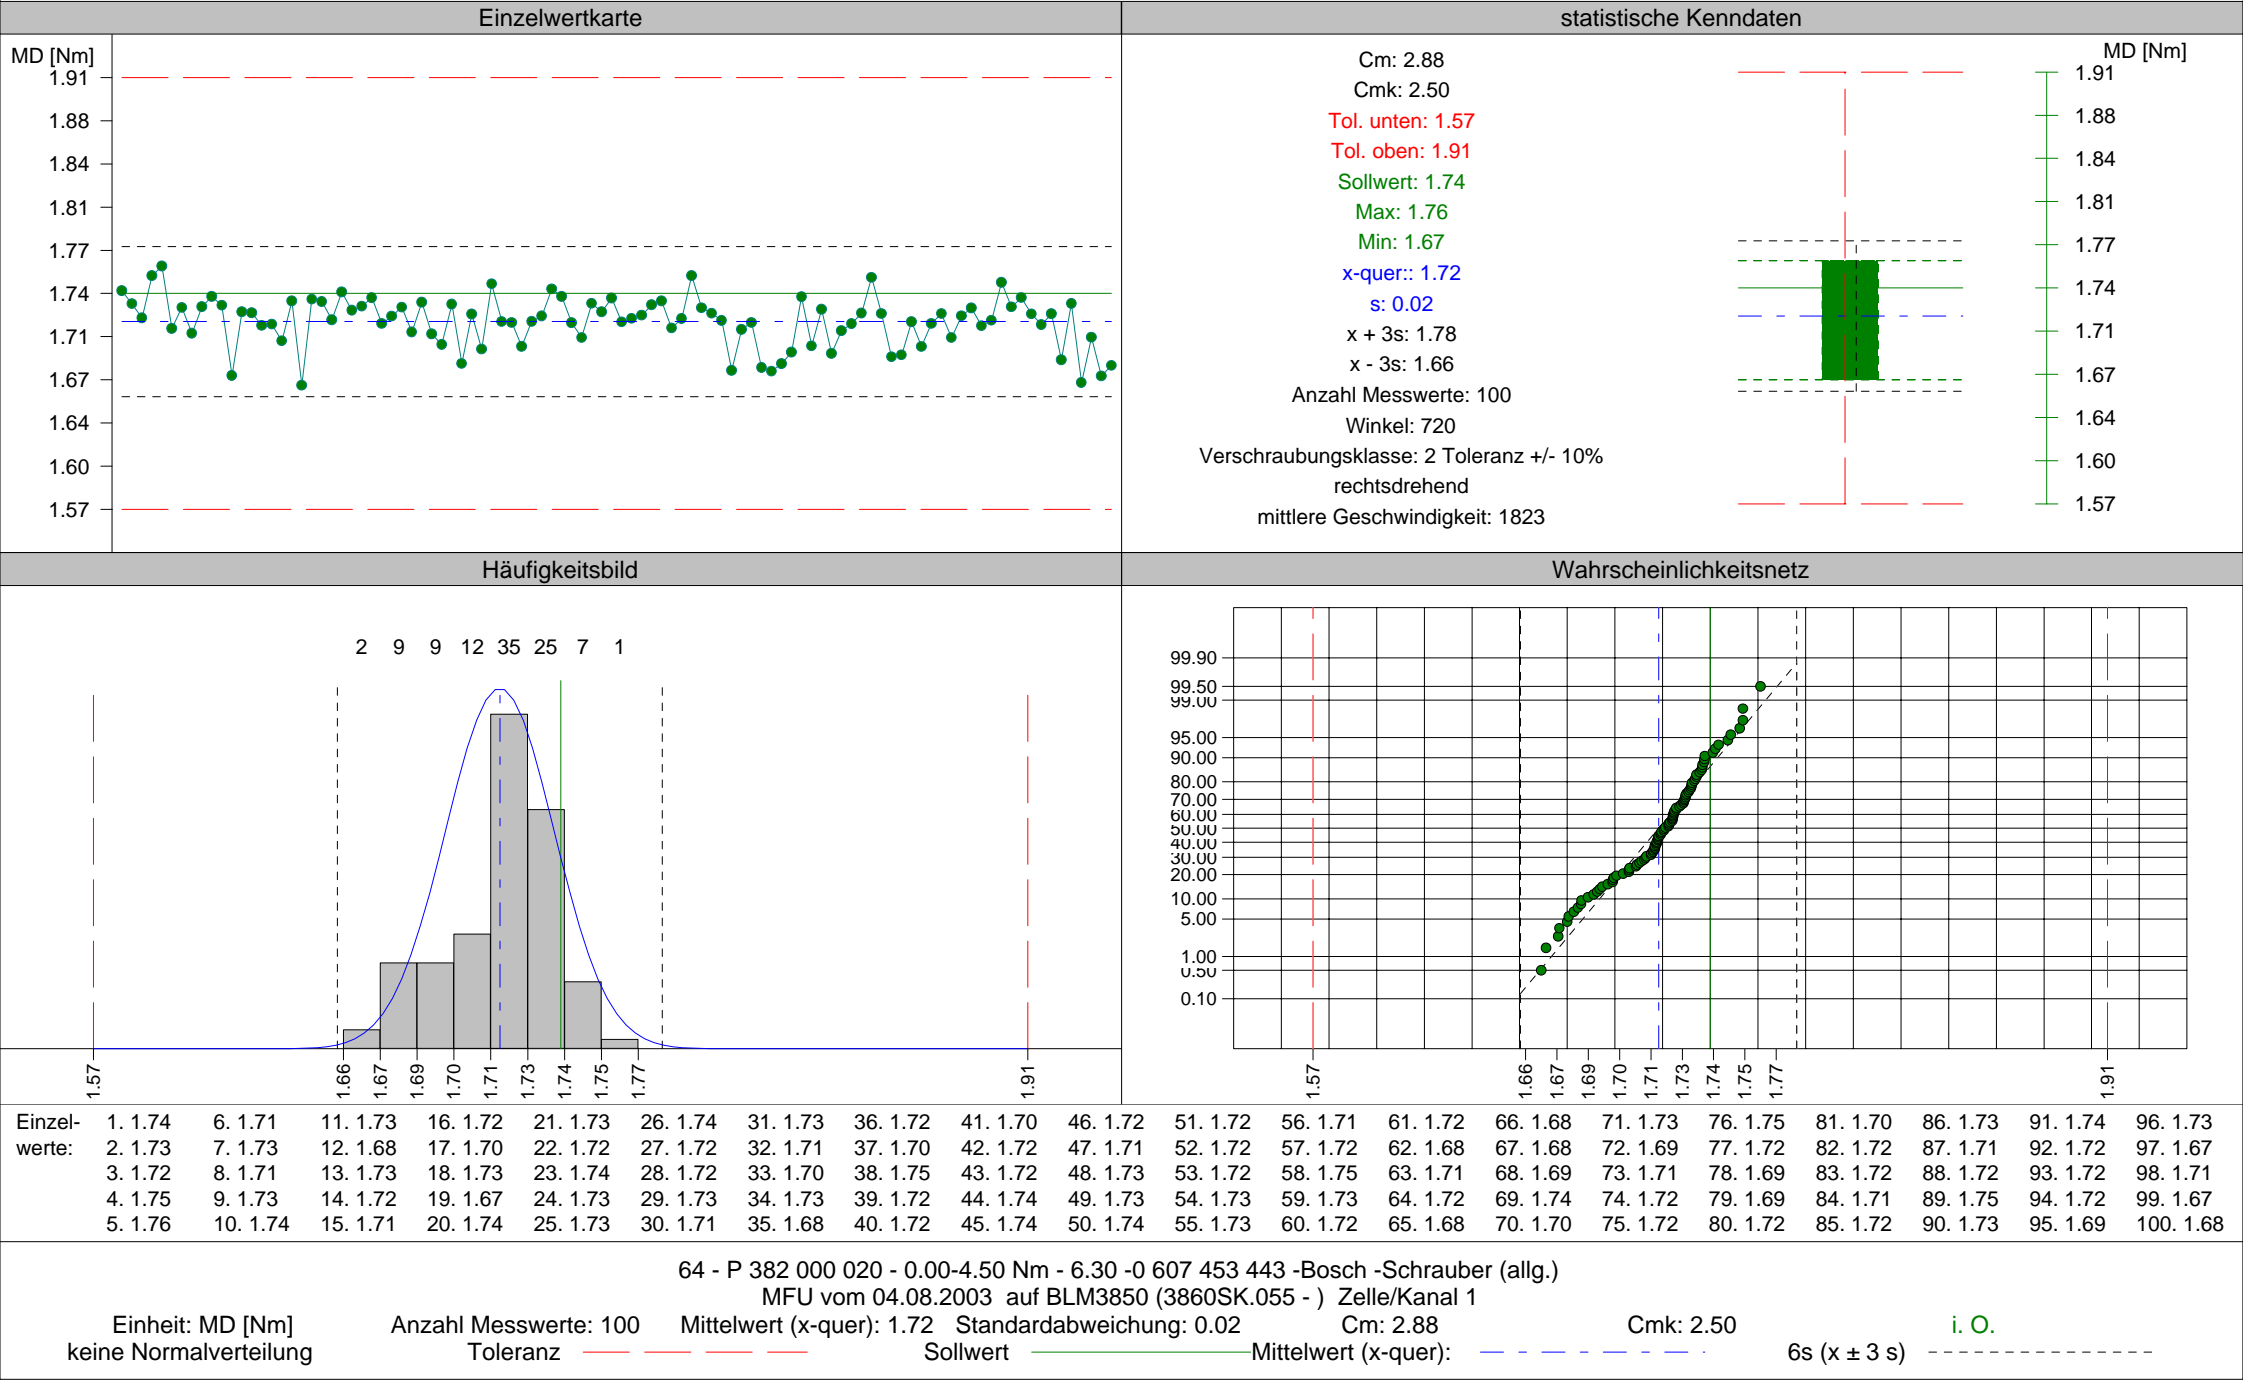 Einzelwertkarte
MD [Nm]
1.91
1.88
1.84
1.81
1.77
1.74
1.71
1.67
1.64
1.60
1.57
statistische Kenndaten
Cm: 2.88
Cmk: 2.50
Tol. unten: 1.57
Tol. oben: 1.91
Sollwert: 1.74
Max: 1.76
Min: 1.67
x-quer:: 1.72
s: 0.02
x + 3s: 1.78
x - 3s: 1.66
Anzahl Messwerte: 100
Winkel: 720
Verschraubungsklasse: 2 Toleranz +/- 10%
rechtsdrehend
mittlere Geschwindigkeit: 1823
MD [Nm]
1.91
1.88
1.84
1.81
1.77
1.74
1.71
1.67
1.64
1.60
1.57
Häufigkeitsbild
2 9 9 12 35 25 7 1
1.57 1.66 1.67 1.69 1.70 1.71 1.73 1.74 1.75 1.77 1.91
Wahrscheinlichkeitsnetz
99.90
99.50
99.00
95.00
90.00
80.00
70.00
60.00
50.00
40.00
30.00
20.00
10.00
5.00
1.00
0.50
0.10
1.57 1.66 1.67 1.69 1.70 1.71 1.73 1.74 1.75 1.77 1.91
Einzel- 1. 1.74 6. 1.71 11. 1.73 16. 1.72 21. 1.73 26. 1.74 31. 1.73 36. 1.72 41. 1.70 46. 1.72 51. 1.72 56. 1.71 61. 1.72 66. 1.68 71. 1.73 76. 1.75 81. 1.70 86. 1.73 91. 1.74 96. 1.73
werte: 2. 1.73 7. 1.73 12. 1.68 17. 1.70 22. 1.72 27. 1.72 32. 1.71 37. 1.70 42. 1.72 47. 1.71 52. 1.72 57. 1.72 62. 1.68 67. 1.68 72. 1.69 77. 1.72 82. 1.72 87. 1.71 92. 1.72 97. 1.67
3. 1.72 8. 1.71 13. 1.73 18. 1.73 23. 1.74 28. 1.72 33. 1.70 38. 1.75 43. 1.72 48. 1.73 53. 1.72 58. 1.75 63. 1.71 68. 1.69 73. 1.71 78. 1.69 83. 1.72 88. 1.72 93. 1.72 98. 1.71
4. 1.75 9. 1.73 14. 1.72 19. 1.67 24. 1.73 29. 1.73 34. 1.73 39. 1.72 44. 1.74 49. 1.73 54. 1.73 59. 1.73 64. 1.72 69. 1.74 74. 1.72 79. 1.69 84. 1.71 89. 1.75 94. 1.72 99. 1.67
5. 1.76 10. 1.74 15. 1.71 20. 1.74 25. 1.73 30. 1.71 35. 1.68 40. 1.72 45. 1.74 50. 1.74 55. 1.73 60. 1.72 65. 1.68 70. 1.70 75. 1.72 80. 1.72 85. 1.72 90. 1.73 95. 1.69 100. 1.68
64 - P 382 000 020 - 0.00-4.50 Nm - 6.30 -0 607 453 443 -Bosch -Schrauber (allg.)
MFU vom 04.08.2003 auf BLM3850 (3860SK.055 - ) Zelle/Kanal 1
Einheit: MD [Nm] Anzahl Messwerte: 100 Mittelwert (x-quer): 1.72 Standardabweichung: 0.02 Cm: 2.88 Cmk: 2.50 i. O.
keine Normalverteilung Toleranz Sollwert Mittelwert (x-quer): 6s (x ± 3 s)